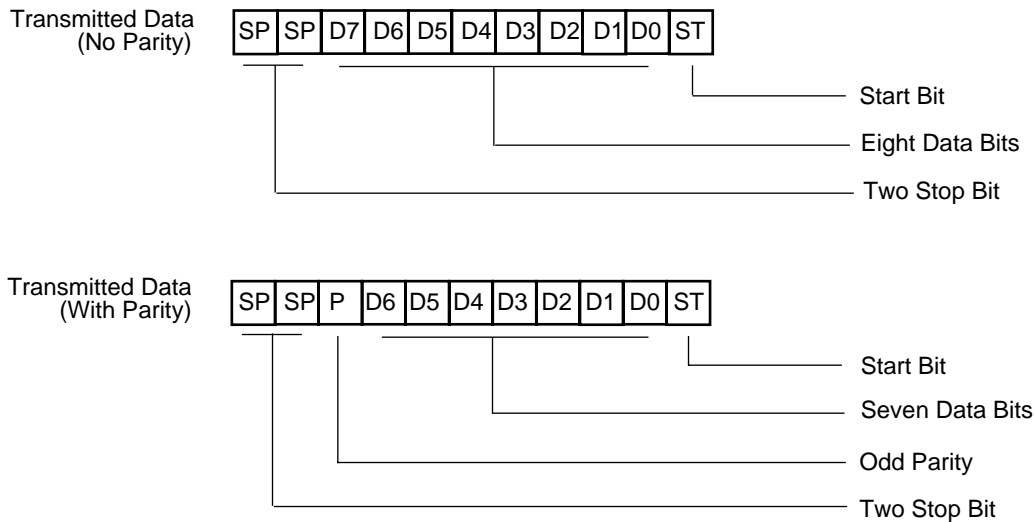 Transmitted Data
(No Parity)
SP SP D7 D6 D5 D4 D3 D2 D1 D0 ST
Start Bit
Eight Data Bits
Two Stop Bit
Transmitted Data
(With Parity)
SP SP P D6 D5 D4 D3 D2 D1 D0 ST
Start Bit
Seven Data Bits
Odd Parity
Two Stop Bit